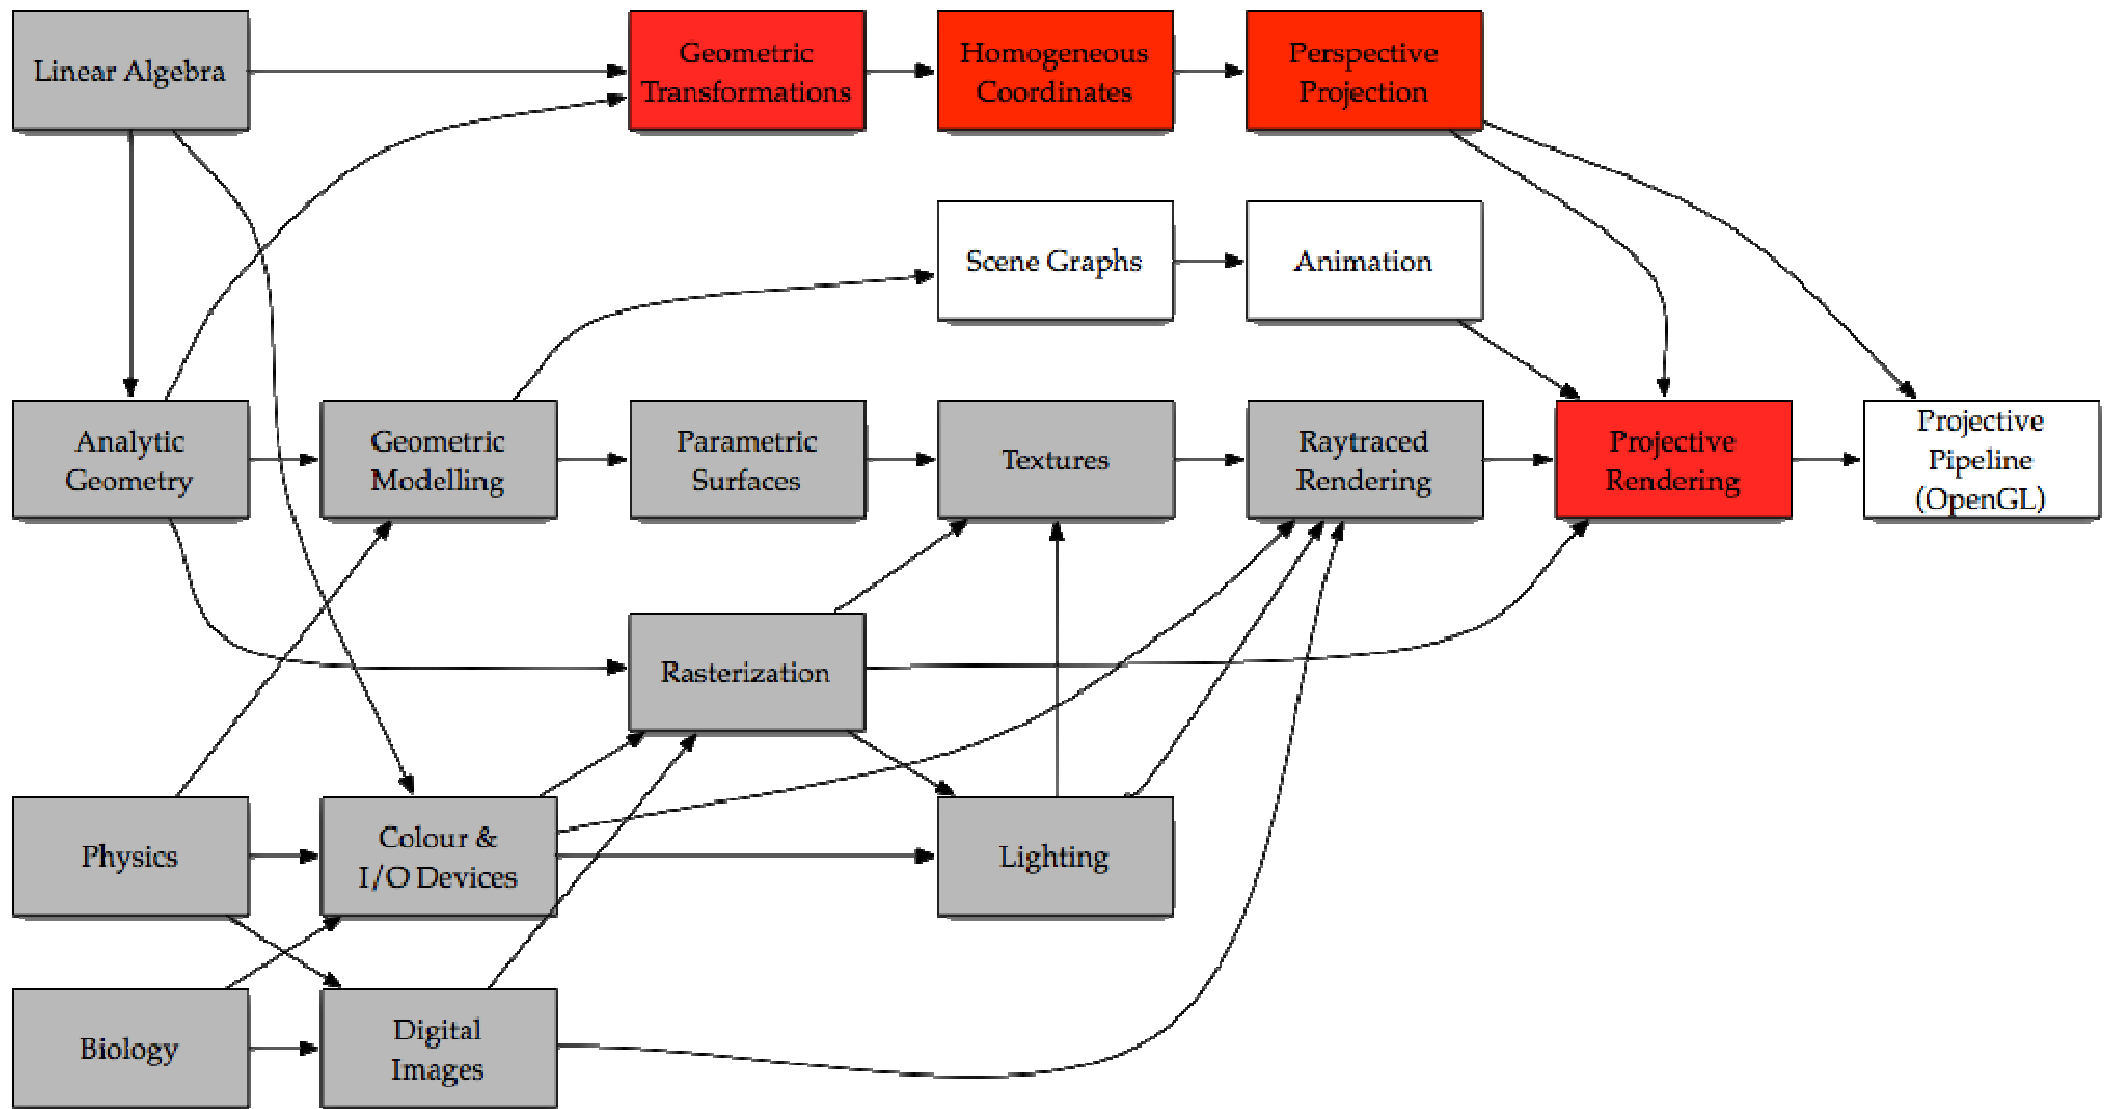 Linear Algebra
Geometric
Transformations
Homogeneous
Coordinates
Perspective
Projection
Scene Graphs
Animation
Analytic
Geometry
Geometric
Modelling
Parametric
Surfaces
Textures
Raytraced
Rendering
Projective
Rendering
Projective
Pipeline
(OpenGL)
Rasterization
Physics
Colour &
I/O Devices
Lighting
Biology
Digital
Images